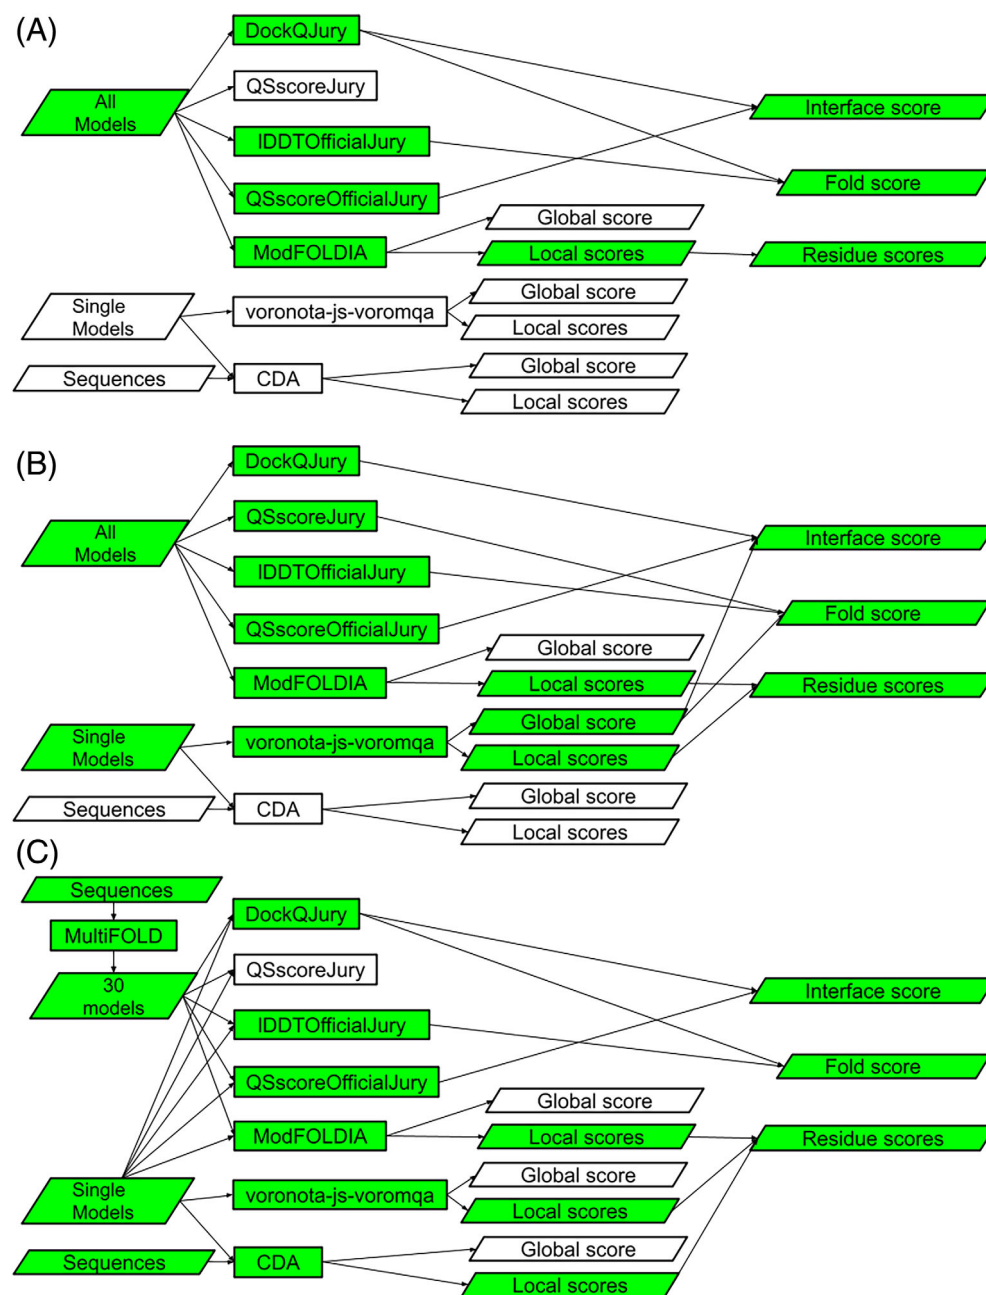 (A)
DockQJury
QSscoreJury
All
Models
Interface score
lDDTOfficialJury
Fold score
QSscoreOfficialJury
Global score
ModFOLDIA
Local scores
Residue scores
Single
Models
voronota-js-voromqa
Global score
Local scores
Sequences
CDA
Global score
Local scores
(B)
DockQJury
QSscoreJury
All
Models
Interface score
lDDTOfficialJury
Fold score
QSscoreOfficialJury
Global score
ModFOLDIA
Local scores
Residue scores
Single
Models
voronota-js-voromqa
Global score
Local scores
Sequences
CDA
Global score
Local scores
(C)
Sequences
MultiFOLD
30
models
DockQJury
QSscoreJury
Interface score
lDDTOfficialJury
Fold score
QSscoreOfficialJury
Global score
ModFOLDIA
Local scores
Residue scores
Single
Models
voronota-js-voromqa
Global score
Local scores
Sequences
CDA
Global score
Local scores